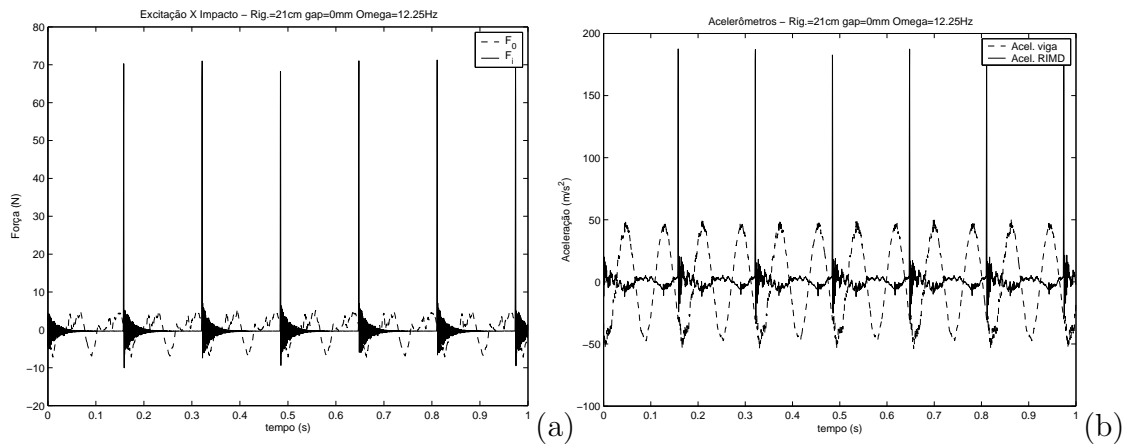 Excitação X Impacto – Rig.=21cm gap=0mm Omega=12.25Hz
F_0
F_i
80
70
60
50
40
30
20
10
0
−10
−20
Força (N)
0 0.1 0.2 0.3 0.4 0.5 0.6 0.7 0.8 0.9 1
tempo (s)
(a)
Acelerômetros – Rig.=21cm gap=0mm Omega=12.25Hz
Acel. viga
Acel. RIMD
200
150
100
50
0
−50
−100
Aceleração (m/s²)
0 0.1 0.2 0.3 0.4 0.5 0.6 0.7 0.8 0.9 1
tempo (s)
(b)